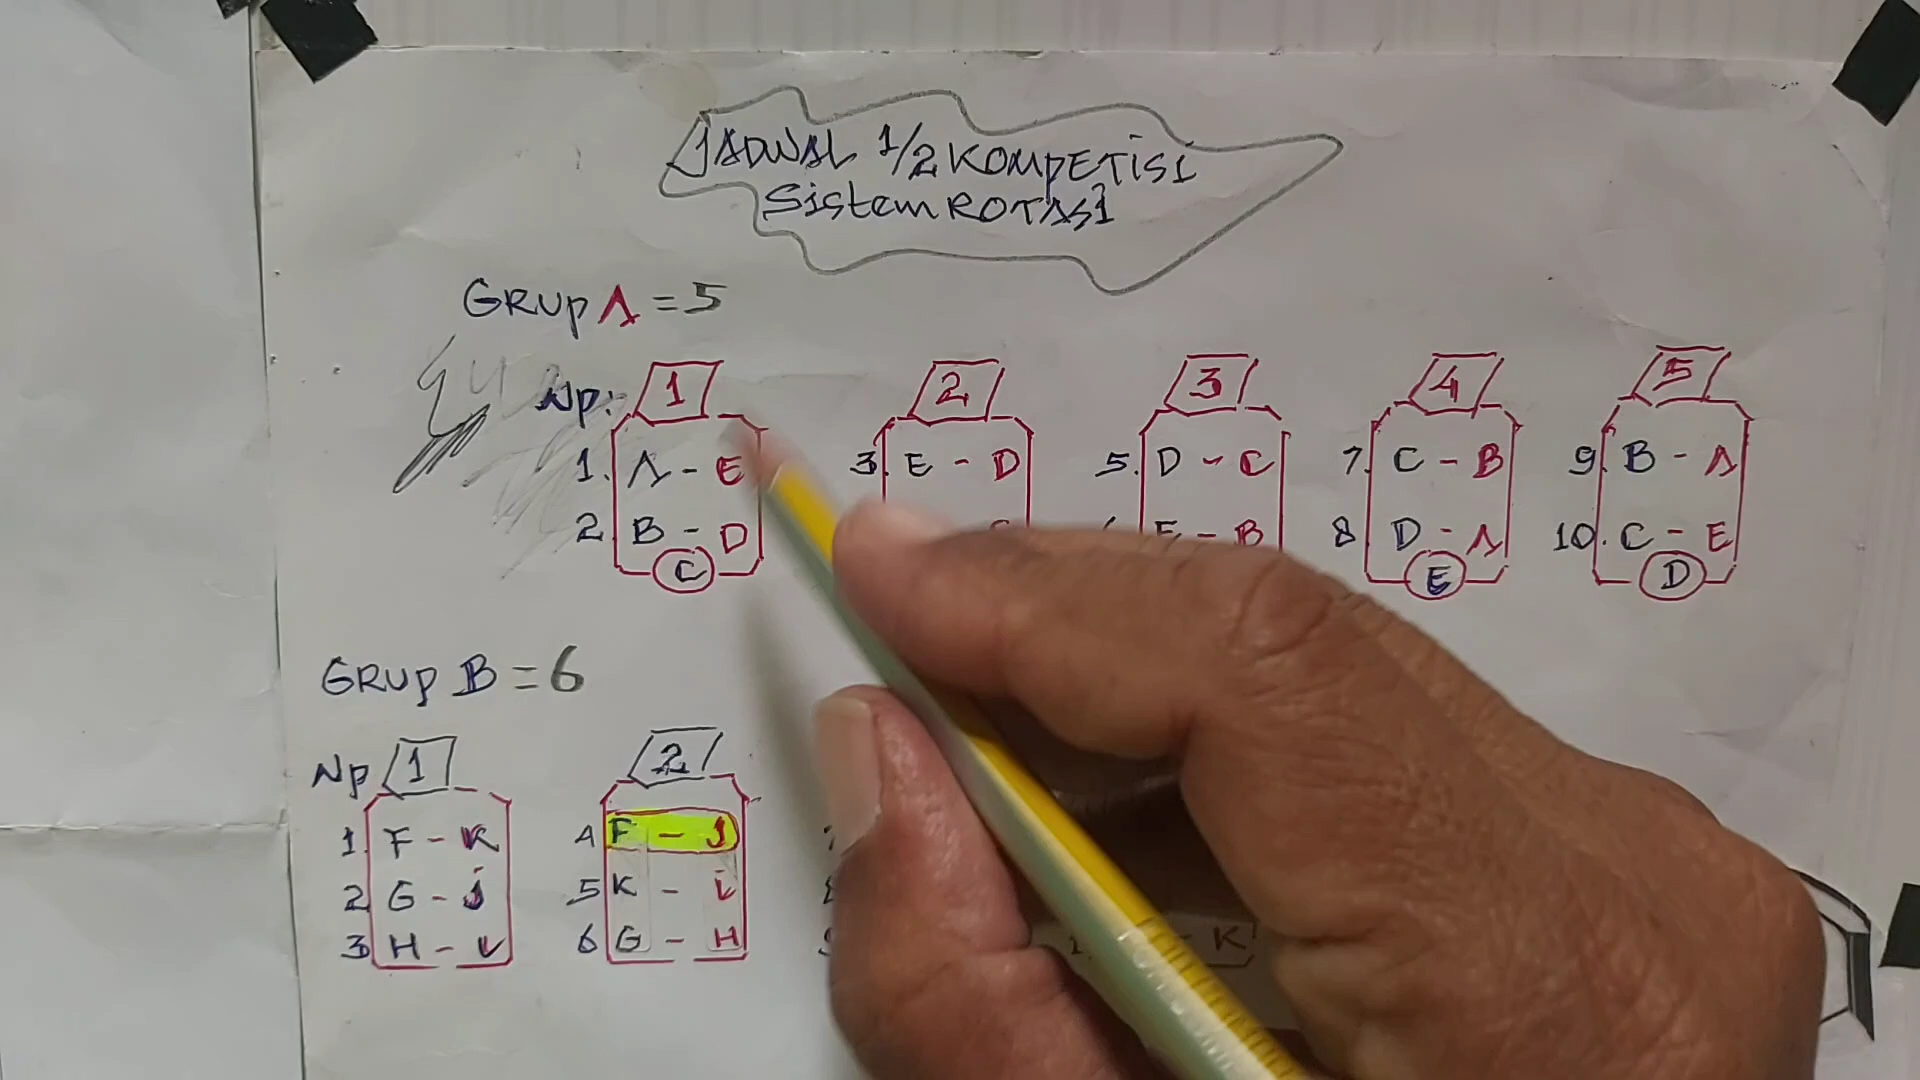 JADWAL 1/2 KOMPETISI
Sistem ROTASI
GRUP A = 5
Np: 1 2 3 4 5
1. A - E 3. E - D 5. D - C 7. C - B 9. B - A
2. B - D E - B 8. D - A 10. C - E
C E D
GRUP B = 6
Np 1 2
1. F - K 4 F - J
2 G - J 5 K - i
3 H - i 6 G - H
K